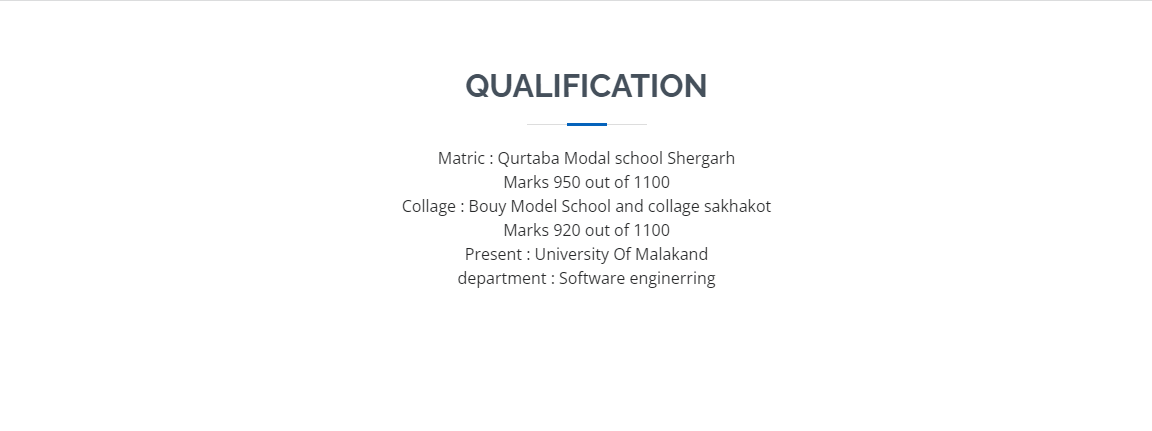 QUALIFICATION
Matric : Qurtaba Modal school Shergarh
Marks 950 out of 1100
Collage : Bouy Model School and collage sakhakot
Marks 920 out of 1100
Present : University Of Malakand
department : Software enginerring